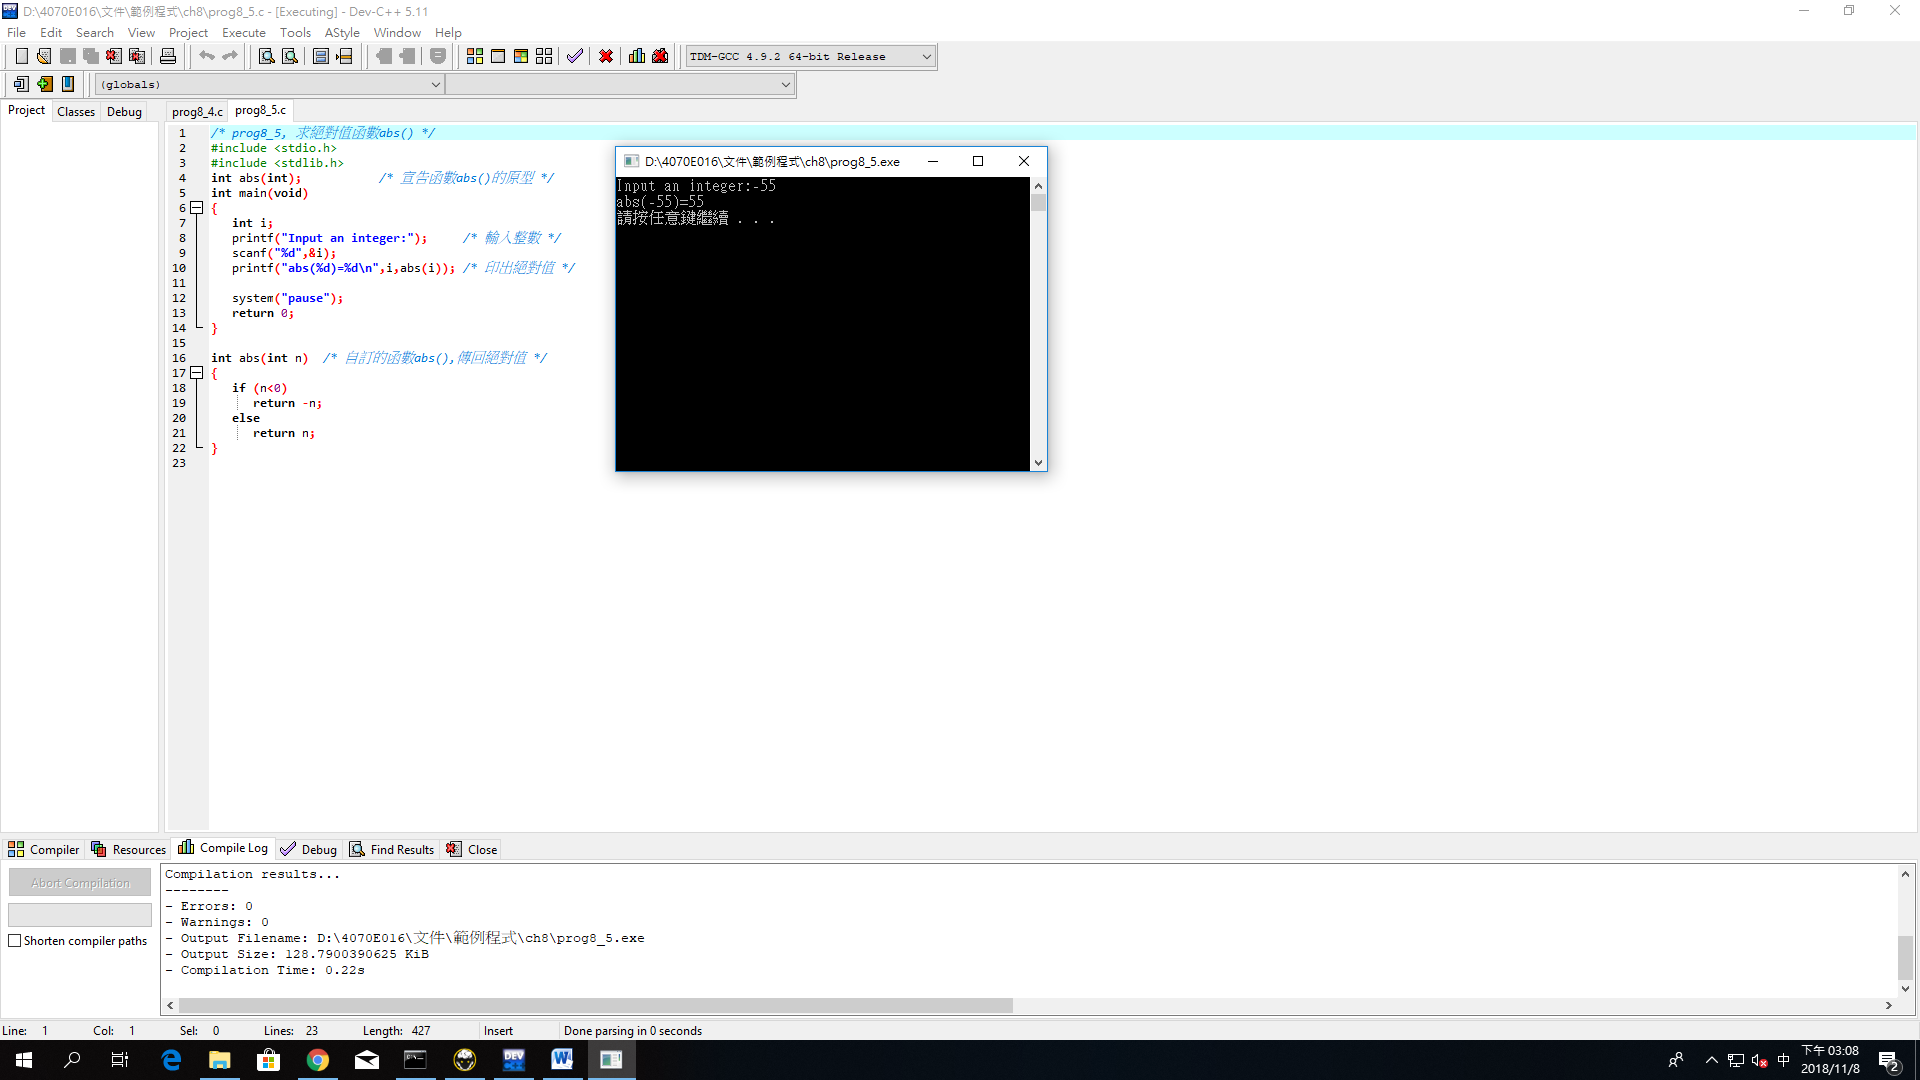 D:\4070E016\文件\範例程式\ch8\prog8_5.c - [Executing] - Dev-C++ 5.11
File Edit Search View Project Execute Tools AStyle Window Help
TDM-GCC 4.9.2 64-bit Release
(globals)
Project Classes Debug
prog8_4.c prog8_5.c
1 /* prog8_5, 求絕對值函數abs() */
2 #include <stdio.h>
3 #include <stdlib.h>
4 int abs(int); /* 宣告函數abs()的原型 */
5 int main(void)
6 {
7 int i;
8 printf("Input an integer:"); /* 輸入整數 */
9 scanf("%d",&i);
10 printf("abs(%d)=%d\n",i,abs(i)); /* 印出絕對值 */
11
12 system("pause");
13 return 0;
14 }
15
16 int abs(int n) /* 自訂的函數abs(),傳回絕對值 */
17 {
18 if (n<0)
19 return -n;
20 else
21 return n;
22 }
23
D:\4070E016\文件\範例程式\ch8\prog8_5.exe
Input an integer:-55
abs(-55)=55
請按任意鍵繼續 . . .
Compiler Resources Compile Log Debug Find Results Close
Abort Compilation
Shorten compiler paths
Compilation results...
--------
- Errors: 0
- Warnings: 0
- Output Filename: D:\4070E016\文件\範例程式\ch8\prog8_5.exe
- Output Size: 128.7900390625 KiB
- Compilation Time: 0.22s
Line: 1 Col: 1 Sel: 0 Lines: 23 Length: 427 Insert Done parsing in 0 seconds
DEV
中
下午 03:08
2018/11/8
2